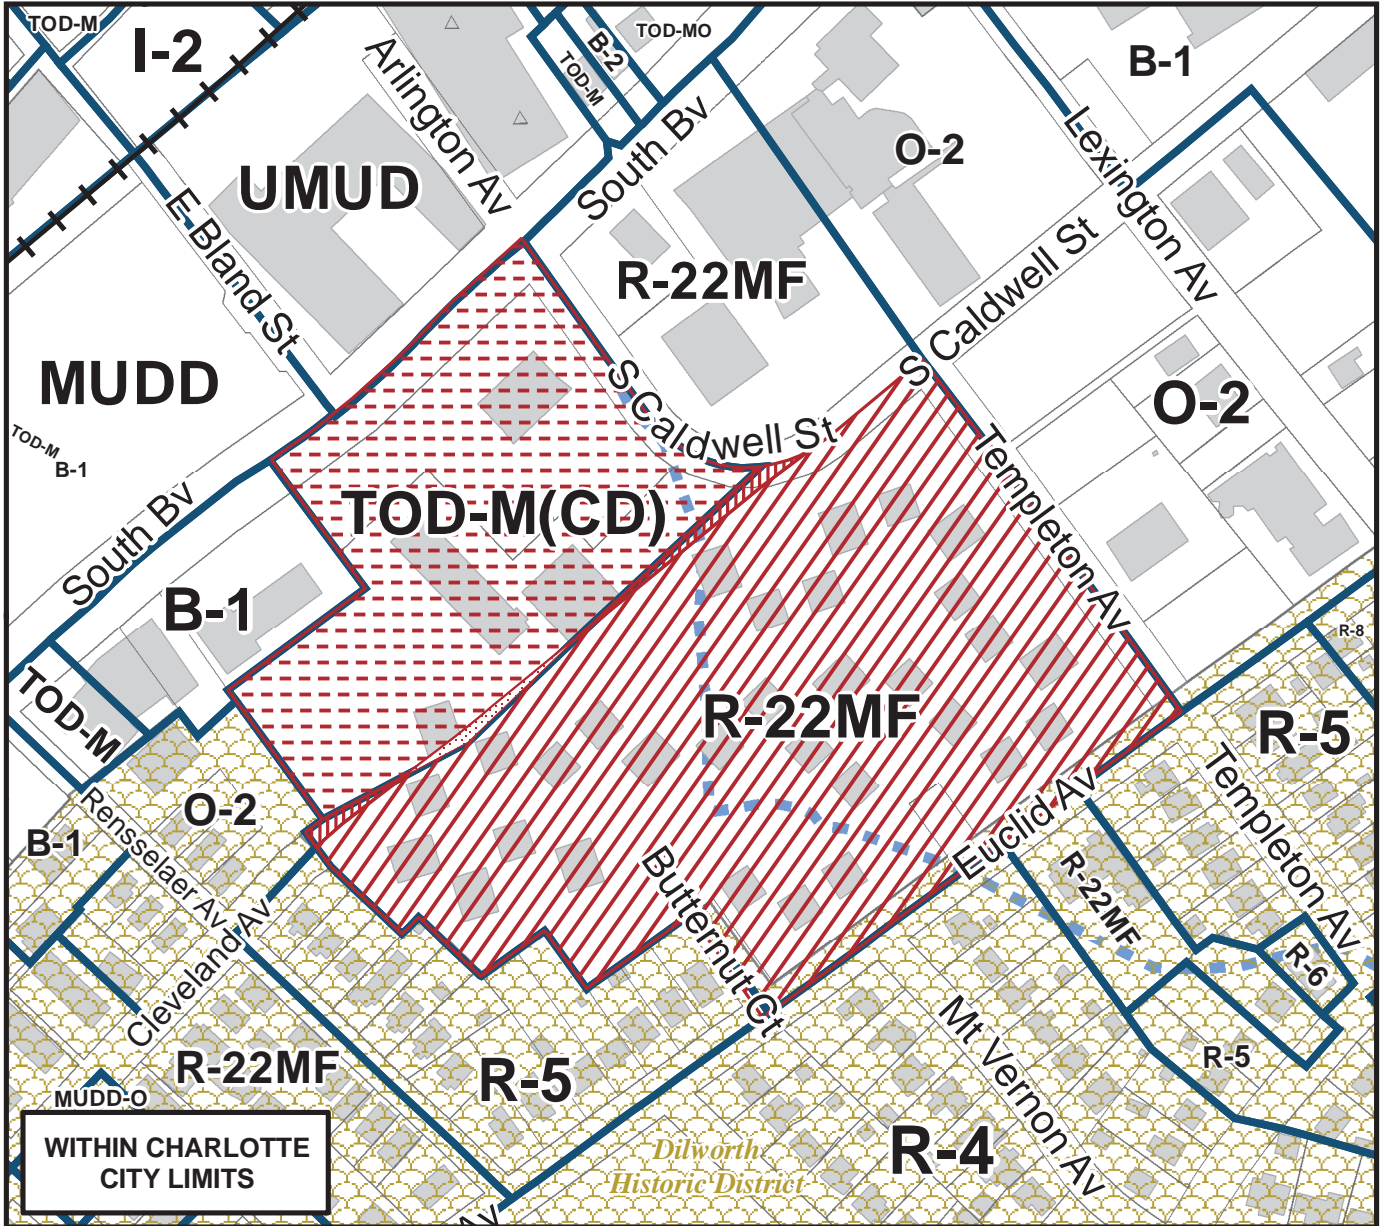 TOD-M
I-2
Arlington Av
B-2
TOD-M
TOD-MO
B-1
South Bv
O-2
Lexington Av
UMUD
E Bland St
R-22MF
S Caldwell St
MUDD
TOD-M
B-1
S Caldwell St
O-2
Templeton Av
TOD-M(CD)
South Bv
B-1
R-8
TOD-M
R-22MF
R-5
Templeton Av
O-2
B-1
Rensselaer Av
Euclid Av
Butternut Ct
R-22MF
Cleveland Av
R-6
Mt Vernon Av
R-22MF
R-5
R-5
MUDD-O
R-4
WITHIN CHARLOTTE
CITY LIMITS
Dilworth
Historic District
Av